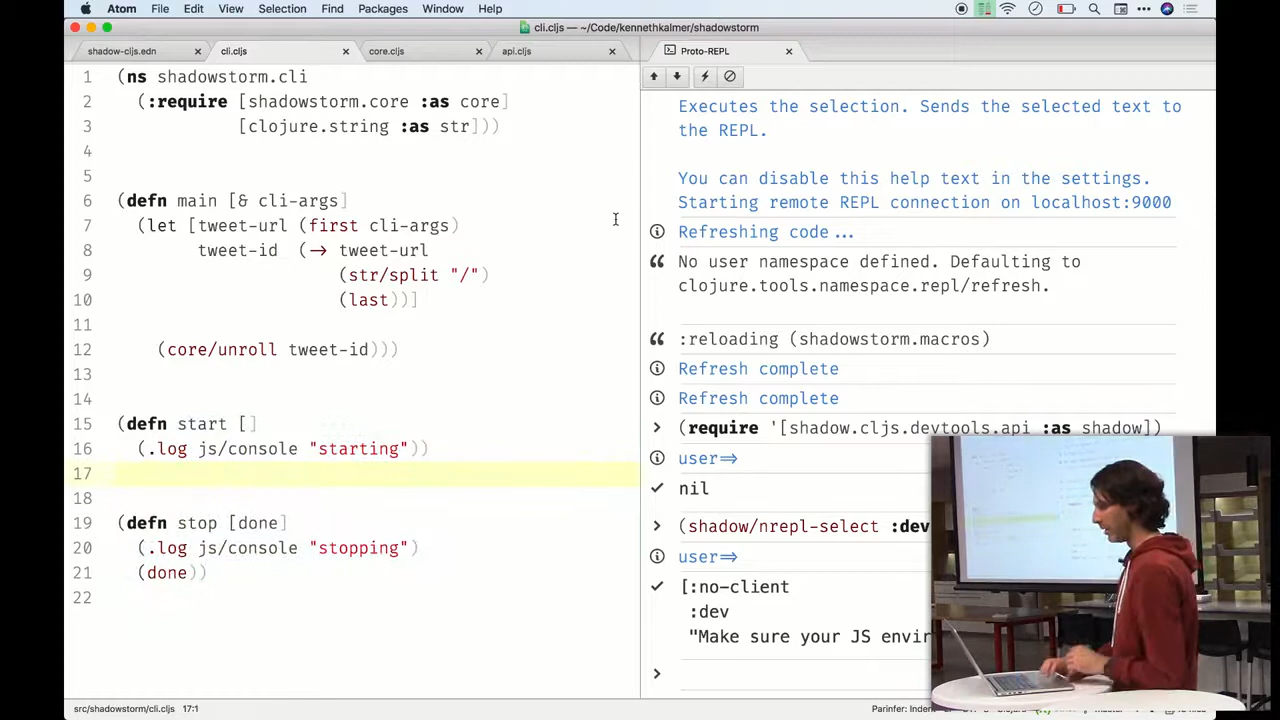 Atom File Edit View Selection Find Packages Window Help
cli.cljs — ~/Code/kennethkalmer/shadowstorm
shadow-cljs.edn
cli.cljs
core.cljs
api.cljs
Proto-REPL
1 (ns shadowstorm.cli
2 (:require [shadowstorm.core :as core]
3 [clojure.string :as str]))
4
5
6 (defn main [& cli-args]
7 (let [tweet-url (first cli-args)
8 tweet-id (-> tweet-url
9 (str/split "/")
10 (last))]
11
12 (core/unroll tweet-id)))
13
14
15 (defn start []
16 (.log js/console "starting"))
17
18
19 (defn stop [done]
20 (.log js/console "stopping")
21 (done))
22
Executes the selection. Sends the selected text to
the REPL.
You can disable this help text in the settings.
Starting remote REPL connection on localhost:9000
Refreshing code...
No user namespace defined. Defaulting to
clojure.tools.namespace.repl/refresh.
:reloading (shadowstorm.macros)
Refresh complete
Refresh complete
(require '[shadow.cljs.devtools.api :as shadow])
user=>
nil
(shadow/nrepl-select :dev
user=>
[:no-client
:dev
"Make sure your JS envir
src/shadowstorm/cli.cljs 17:1
Parinfer: Indent